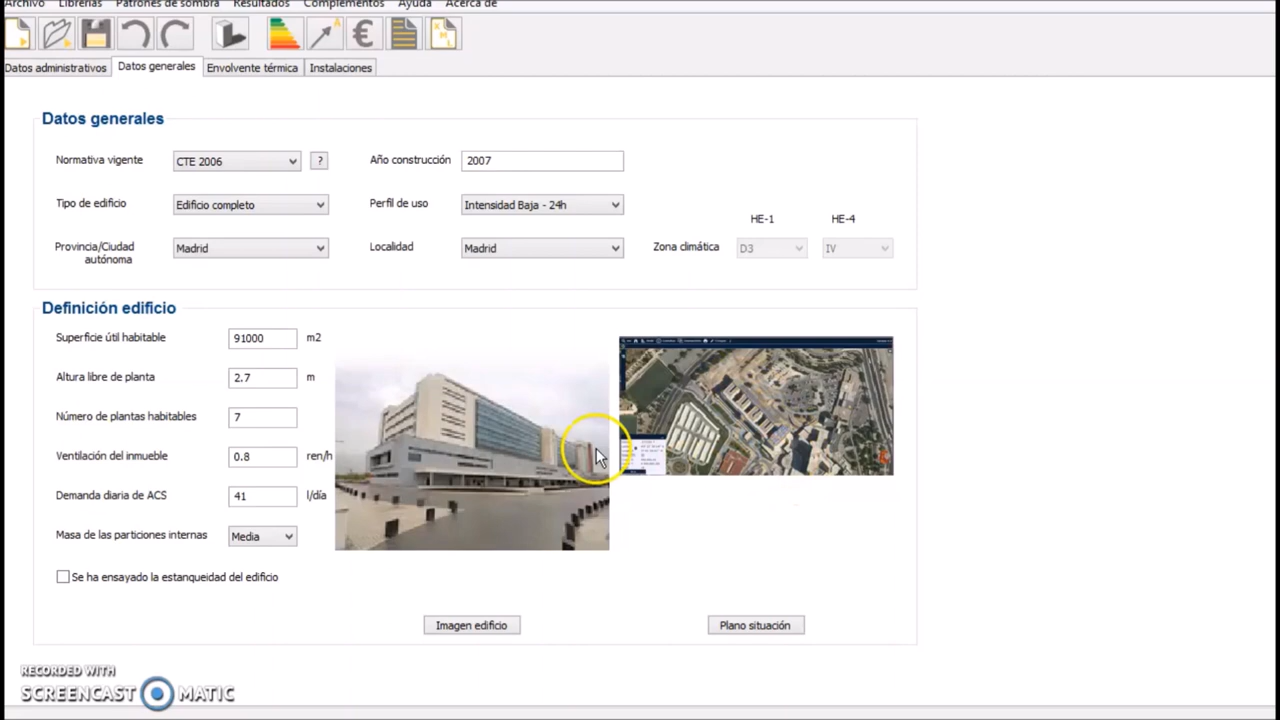 Archivo Librerías Patrones de sombra Resultados Complementos Ayuda Acerca de
Datos administrativos Datos generales Envolvente térmica Instalaciones
Datos generales
Normativa vigente CTE 2006 ? Año construcción 2007
Tipo de edificio Edificio completo Perfil de uso Intensidad Baja - 24h HE-1 HE-4
Provincia/Ciudad autónoma Madrid Localidad Madrid Zona climática D3 IV
Definición edificio
Superficie útil habitable 91000 m2
Altura libre de planta 2.7 m
Número de plantas habitables 7
Ventilación del inmueble 0.8 ren/h
Demanda diaria de ACS 41 l/día
Masa de las particiones internas Media
Se ha ensayado la estanqueidad del edificio
Imagen edificio Plano situación
RECORDED WITH
SCREENCAST MATIC